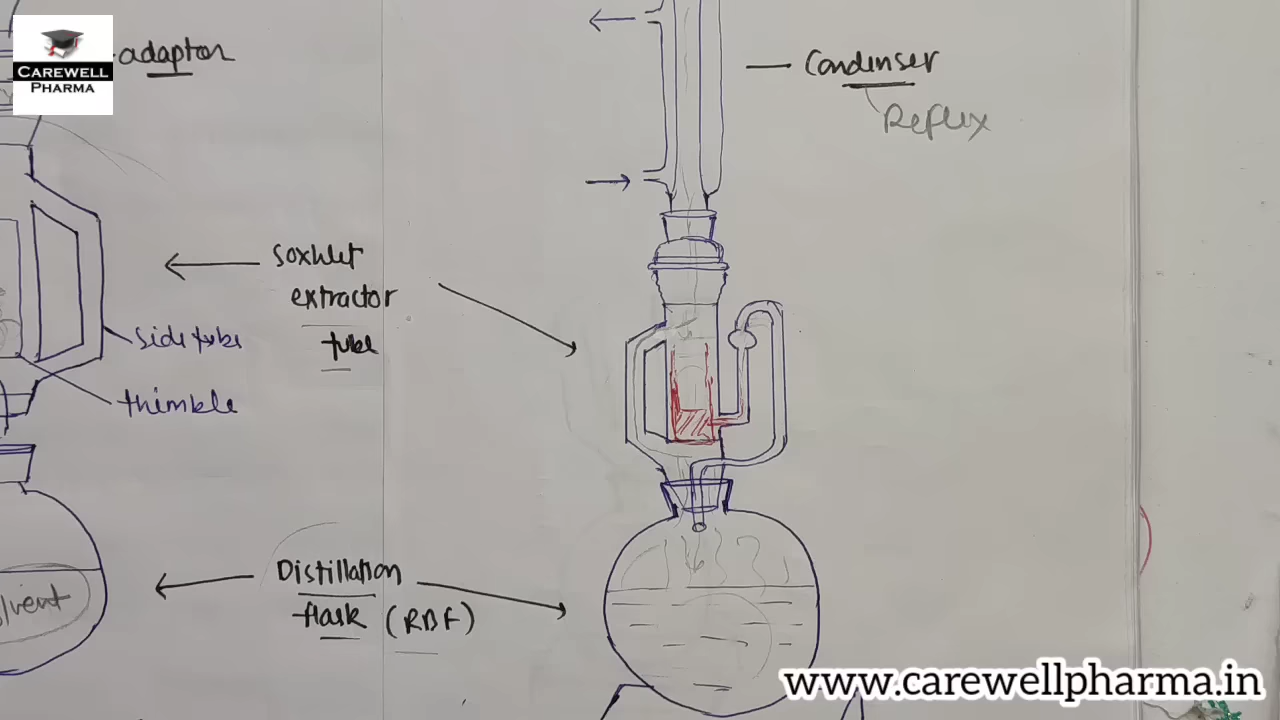 CAREWELL
PHARMA
adaptor
Condenser
Reflux
soxhlet
extractor
tube
side tube
thimble
Distillation
flask (RBF)
www.carewellpharma.in